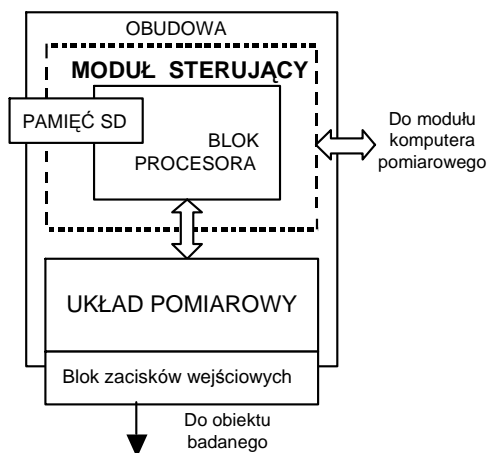 OBUDOWA
MODUŁ STERUJĄCY
PAMIĘĆ SD
BLOK
PROCESORA
Do modułu
komputera
pomiarowego
UKŁAD POMIAROWY
Blok zacisków wejściowych
Do obiektu
badanego